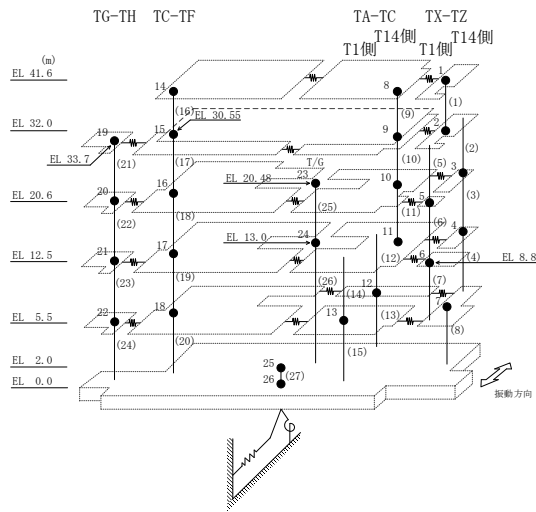 TG-TH TC-TF TA-TC TX-TZ
T1側 T14側 T1側 T14側
(m)
EL 41.6
14 8 1
(16) EL 30.55 (9) (1)
EL 32.0
19 15 9 2
EL 33.7 (21) (17) (10) (2)
T/G
EL 20.6
20 16 EL 20.48 23 10 (5) 3
(22) (18) (25) (11) 5 (3)
EL 12.5
21 17 EL 13.0 24 11 (6) 4
(23) (19) (12) 6 (4) EL 8.8
(26) (14) 12 (7)
EL 5.5
22 18 13 (13) 7 (8)
(24) (20) (15)
EL 2.0
EL 0.0
25
26 (27)
振動方向